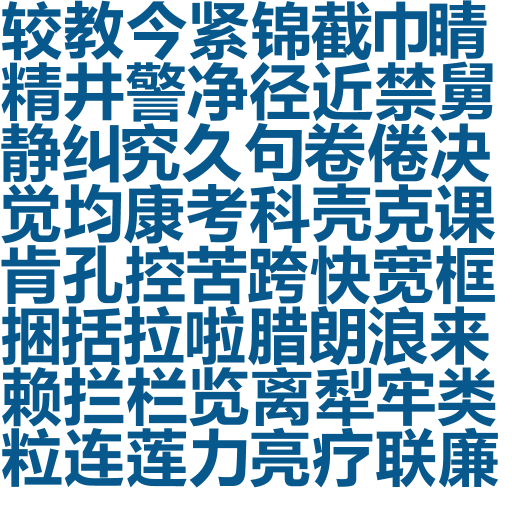 较教今紧锦截巾睛
精井警净径近禁舅
静纠究久句卷倦决
觉均康考科壳克课
肯孔控苦跨快宽框
捆括拉啦腊朗浪来
赖拦栏览离犁牢类
粒连莲力亮疗联廉